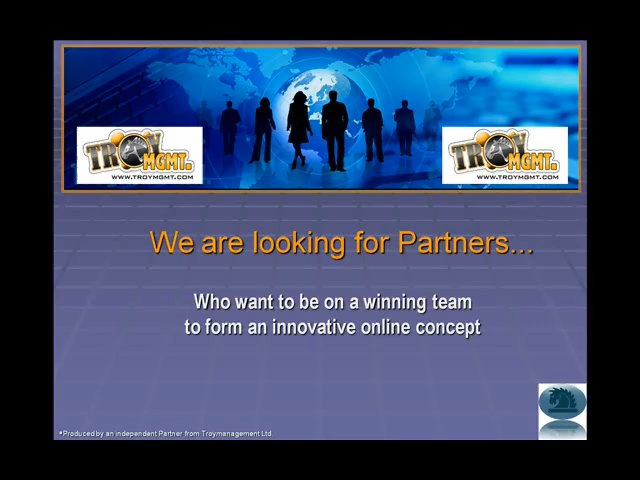 TROY
MGMT.
WWW.TROYMGMT.COM
TROY
MGMT.
WWW.TROYMGMT.COM
We are looking for Partners...
Who want to be on a winning team
to form an innovative online concept
*Produced by an independent Partner from Troymanagement Ltd